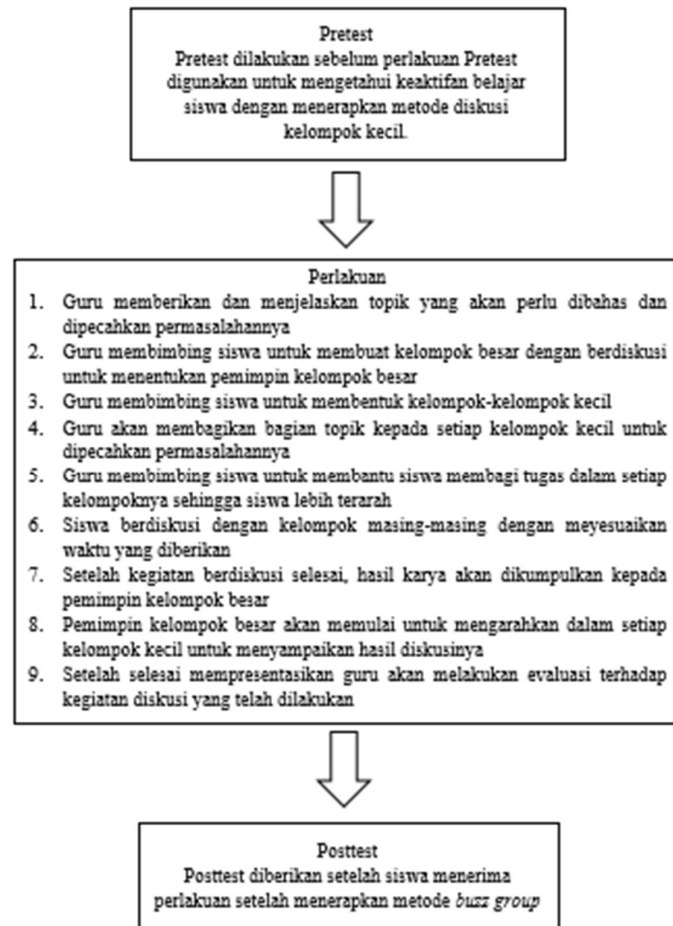 Pretest
Pretest dilakukan sebelum perlakuan Pretest
digunakan untuk mengetahui keaktifan belajar
siswa dengan menerapkan metode diskusi
kelompok kecil.
Perlakuan
1. Guru memberikan dan menjelaskan topik yang akan perlu dibahas dan
dipecahkan permasalahannya
2. Guru membimbing siswa untuk membuat kelompok besar dengan berdiskusi
untuk menentukan pemimpin kelompok besar
3. Guru membimbing siswa untuk membentuk kelompok-kelompok kecil
4. Guru akan membagikan bagian topik kepada setiap kelompok kecil untuk
dipecahkan permasalahannya
5. Guru membimbing siswa untuk membantu siswa membagi tugas dalam setiap
kelompoknya sehingga siswa lebih terarah
6. Siswa berdiskusi dengan kelompok masing-masing dengan meyesuaikan
waktu yang diberikan
7. Setelah kegiatan berdiskusi selesai, hasil karya akan dikumpulkan kepada
pemimpin kelompok besar
8. Pemimpin kelompok besar akan memulai untuk mengarahkan dalam setiap
kelompok kecil untuk menyampaikan hasil diskusinya
9. Setelah selesai mempresentasikan guru akan melakukan evaluasi terhadap
kegiatan diskusi yang telah dilakukan
Posttest
Posttest diberikan setelah siswa menerima
perlakuan setelah menerapkan metode buzz group